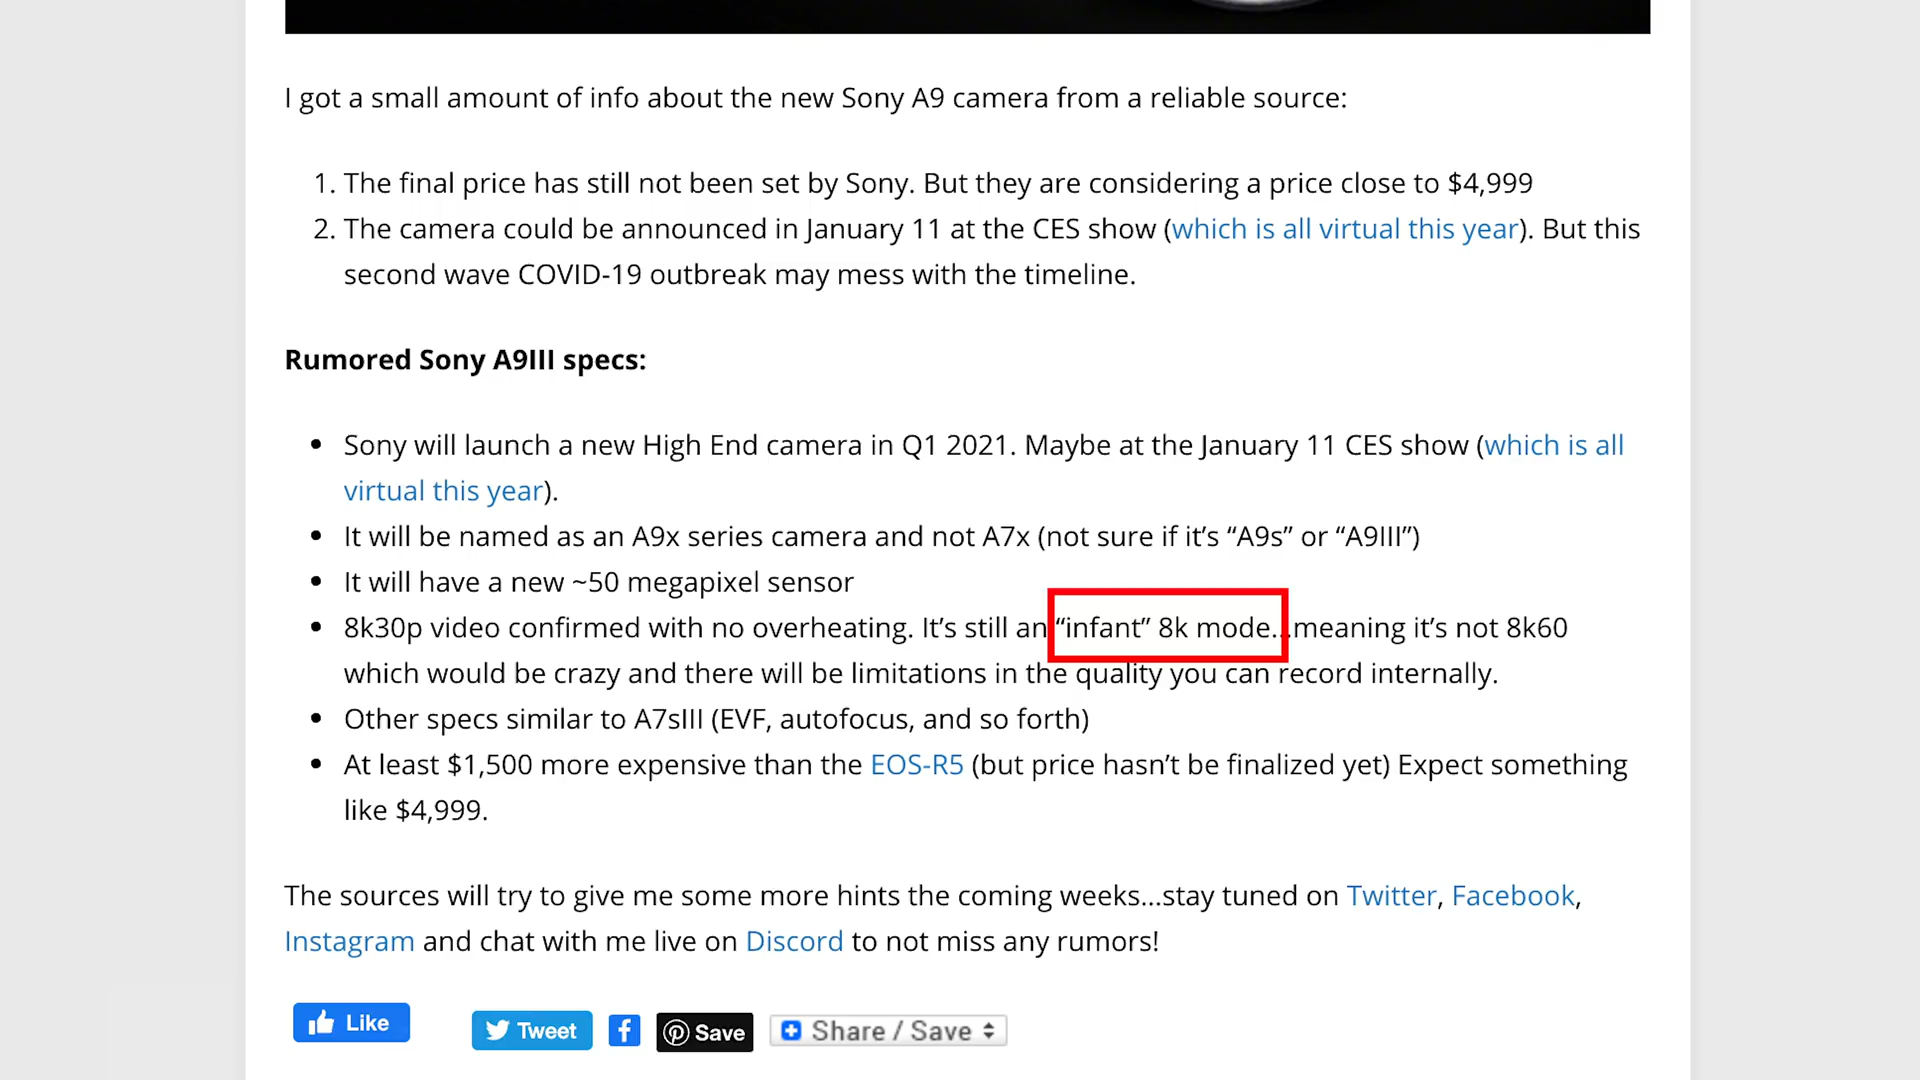 I got a small amount of info about the new Sony A9 camera from a reliable source:
1. The final price has still not been set by Sony. But they are considering a price close to $4,999
2. The camera could be announced in January 11 at the CES show (which is all virtual this year). But this
second wave COVID-19 outbreak may mess with the timeline.
Rumored Sony A9III specs:
• Sony will launch a new High End camera in Q1 2021. Maybe at the January 11 CES show (which is all
virtual this year).
• It will be named as an A9x series camera and not A7x (not sure if it’s “A9s” or “A9III”)
• It will have a new ~50 megapixel sensor
• 8k30p video confirmed with no overheating. It’s still an “infant” 8k mode...meaning it’s not 8k60
which would be crazy and there will be limitations in the quality you can record internally.
• Other specs similar to A7sIII (EVF, autofocus, and so forth)
• At least $1,500 more expensive than the EOS-R5 (but price hasn’t be finalized yet) Expect something
like $4,999.
The sources will try to give me some more hints the coming weeks...stay tuned on Twitter, Facebook,
Instagram and chat with me live on Discord to not miss any rumors!
Like Tweet Save Share / Save